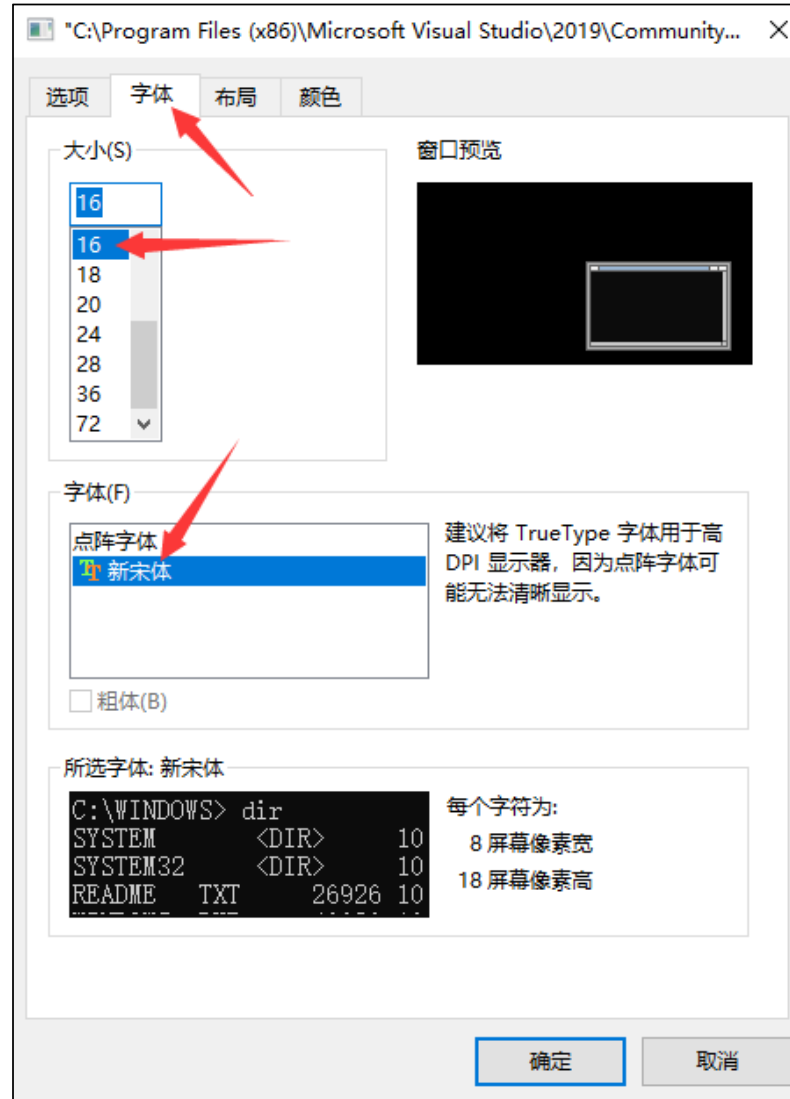 "C:\Program Files (x86)\Microsoft Visual Studio\2019\Community...
选项 字体 布局 颜色
大小(S)
16
16
18
20
24
28
36
72
窗口预览
字体(F)
点阵字体
新宋体
建议将 TrueType 字体用于高
DPI 显示器，因为点阵字体可
能无法清晰显示。
粗体(B)
所选字体: 新宋体
C:\WINDOWS> dir
SYSTEM <DIR> 10
SYSTEM32 <DIR> 10
README TXT 26926 10
每个字符为:
8 屏幕像素宽
18 屏幕像素高
确定 取消